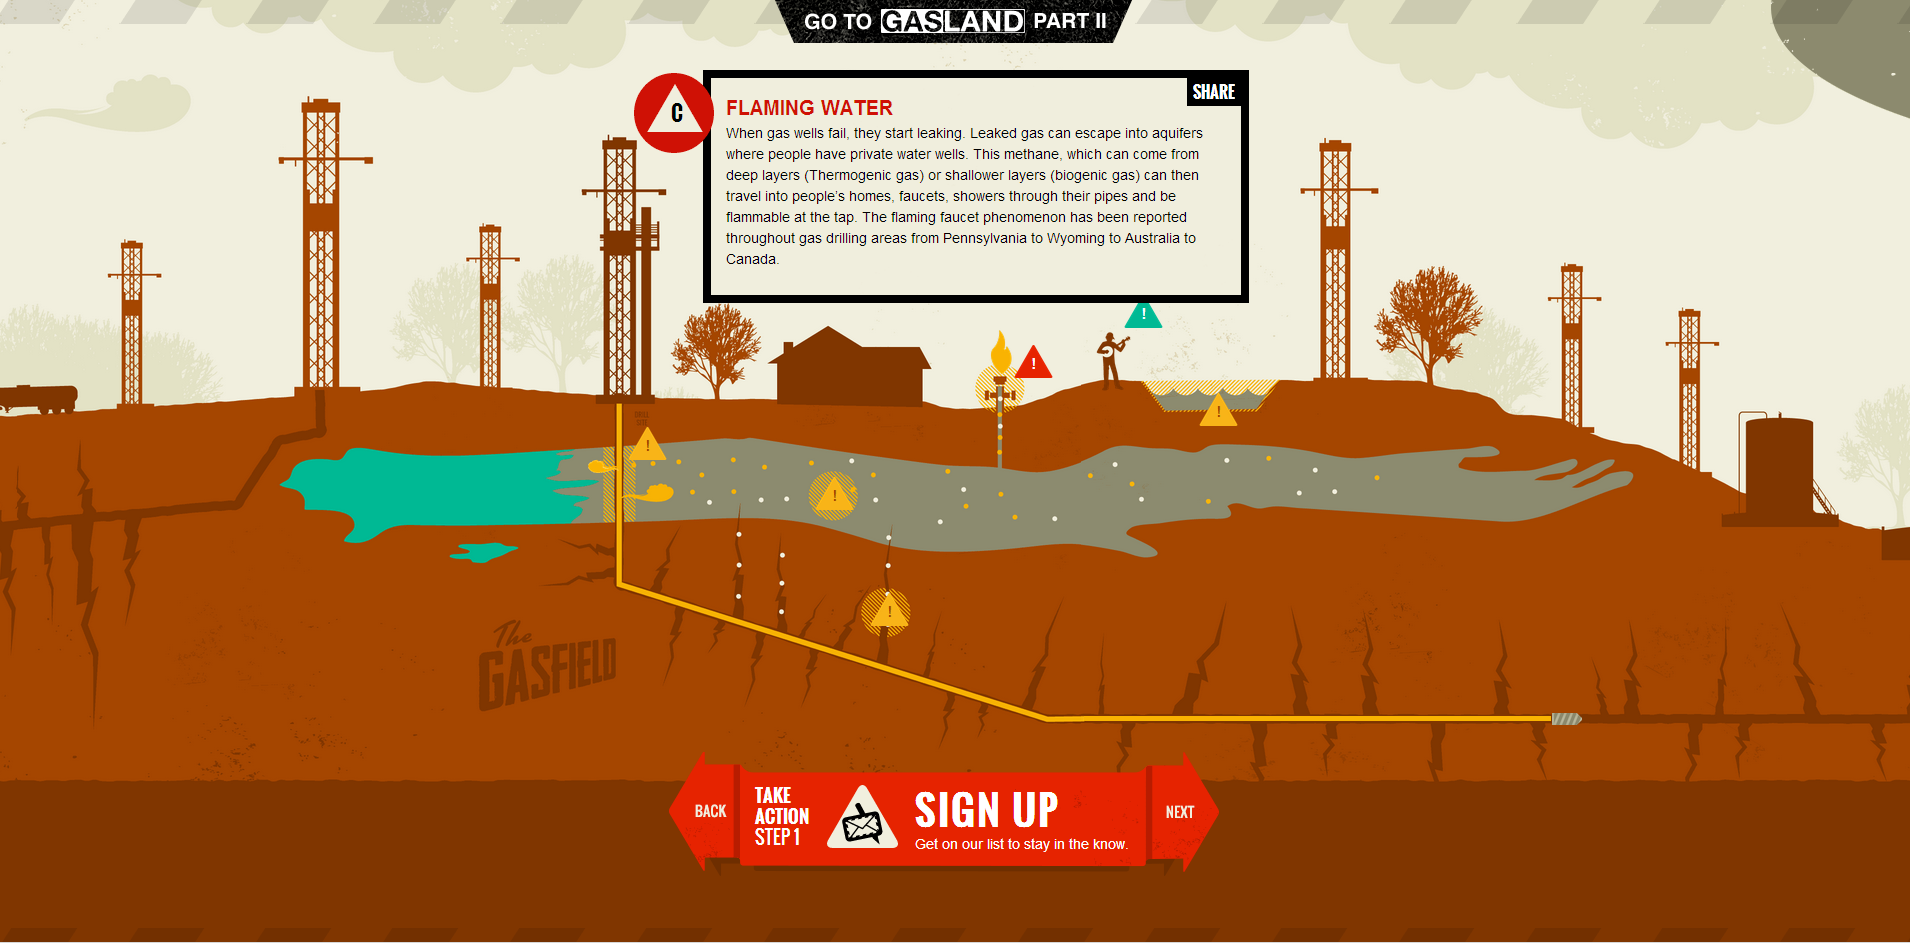 GO TO GASLAND PART II
SHARE
C
FLAMING WATER
When gas wells fail, they start leaking. Leaked gas can escape into aquifers
where people have private water wells. This methane, which can come from
deep layers (Thermogenic gas) or shallower layers (biogenic gas) can then
travel into people's homes, faucets, showers through their pipes and be
flammable at the tap. The flaming faucet phenomenon has been reported
throughout gas drilling areas from Pennsylvania to Wyoming to Australia to
Canada.
!
!
!
!
!
!
The
GASFIELD
BACK
TAKE
ACTION
STEP 1
SIGN UP
Get on our list to stay in the know.
NEXT